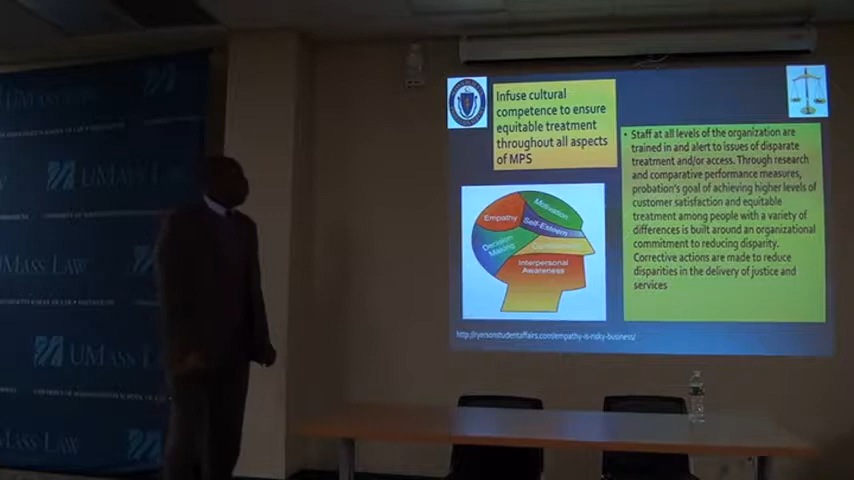 UMASS LAW
UMASS LAW
UMASS LAW
UMASS LAW
Infuse cultural
competence to ensure
equitable treatment
throughout all aspects
of MPS
• Staff at all levels of the organization are
trained in and alert to issues of disparate
treatment and/or access. Through research
and comparative performance measures,
probation's goal of achieving higher levels of
customer satisfaction and equitable
treatment among people with a variety of
differences is built around an organizational
commitment to reducing disparity.
Corrective actions are made to reduce
disparities in the delivery of justice and
services
Motivation
Empathy
Self-Esteem
Decision
Making
Interpersonal
Awareness
http://ryersonstudentaffairs.com/empathy-is-risky-business/